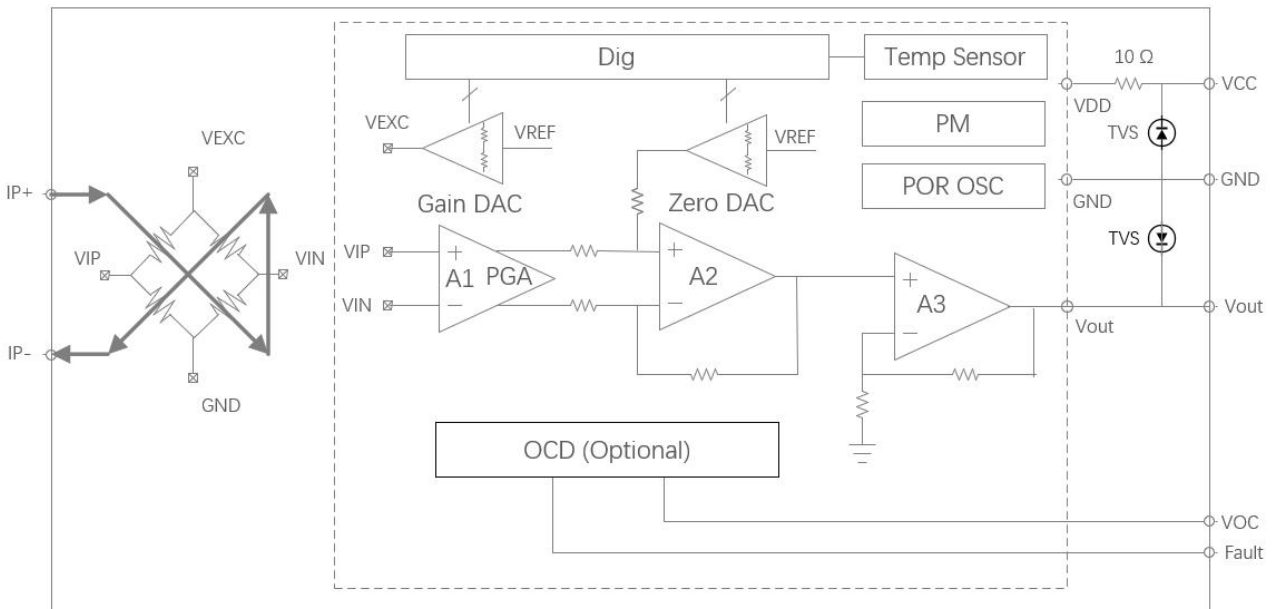 Dig
Temp Sensor
10 Ω
VCC
VEXC
VREF
VREF
VDD
PM
TVS
VEXC
IP+
Gain DAC
Zero DAC
POR OSC
GND
GND
VIP
VIN
VIP
A1
PGA
A2
TVS
VIN
A3
Vout
Vout
IP-
GND
OCD (Optional)
VOC
Fault